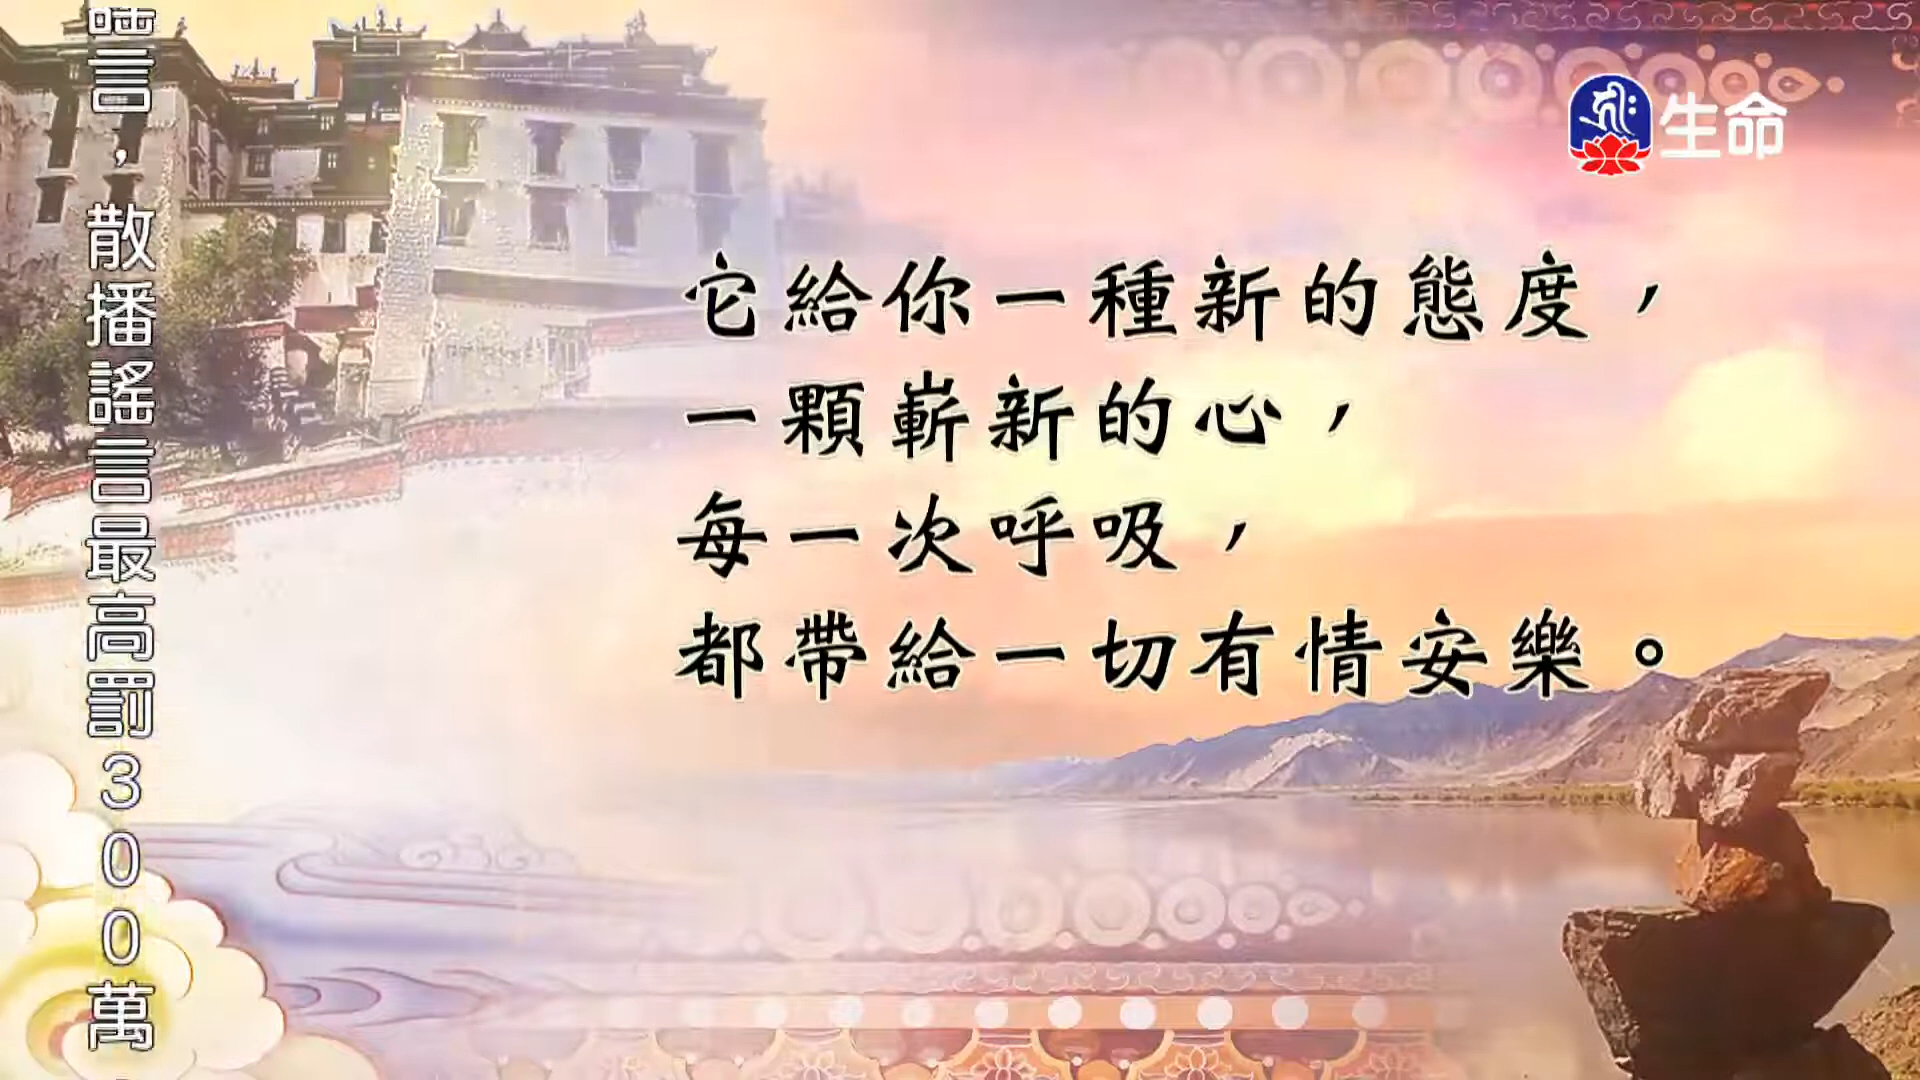 生命
它給你一種新的態度，
一顆嶄新的心，
每一次呼吸，
都帶給一切有情安樂。
言，散播謠言最高罰300萬